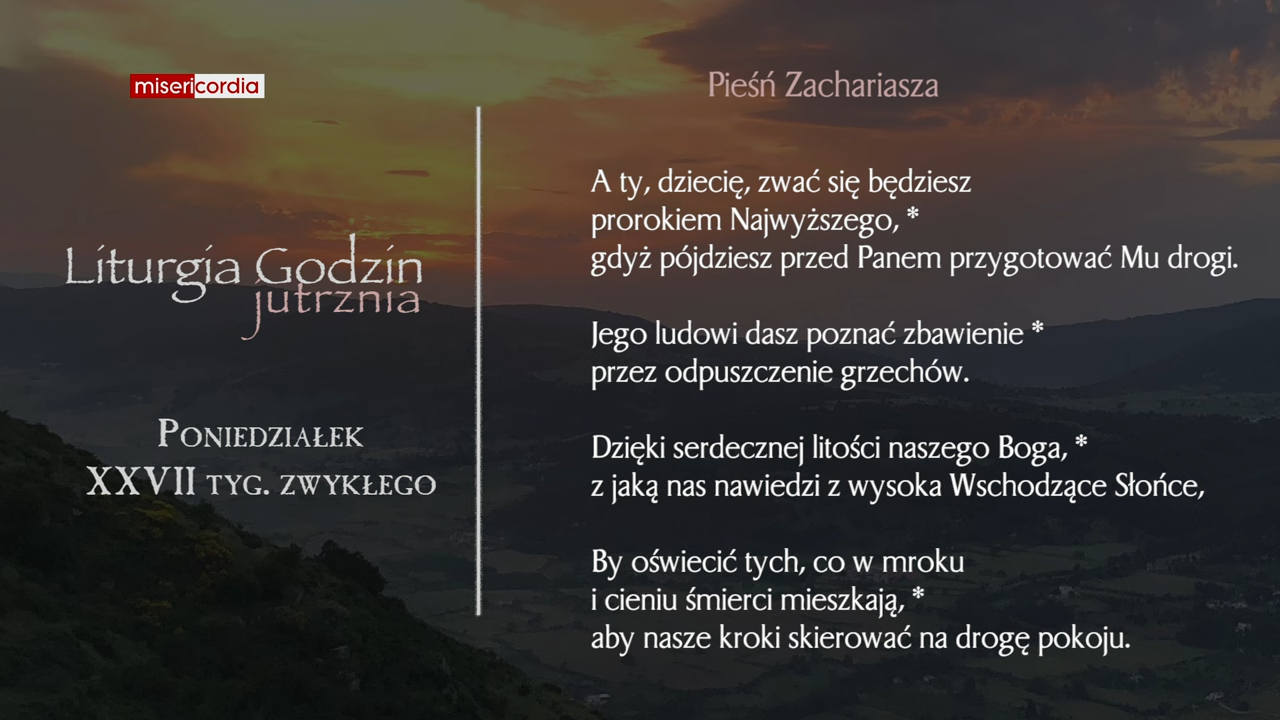 misericordia
Liturgia Godzin
jutrznia
Poniedziałek
XXVII tyg. zwykłego
Pieśń Zachariasza
A ty, dziecię, zwać się będziesz
prorokiem Najwyższego, *
gdyż pójdziesz przed Panem przygotować Mu drogi.
Jego ludowi dasz poznać zbawienie *
przez odpuszczenie grzechów.
Dzięki serdecznej litości naszego Boga, *
z jaką nas nawiedzi z wysoka Wschodzące Słońce,
By oświecić tych, co w mroku
i cieniu śmierci mieszkają, *
aby nasze kroki skierować na drogę pokoju.